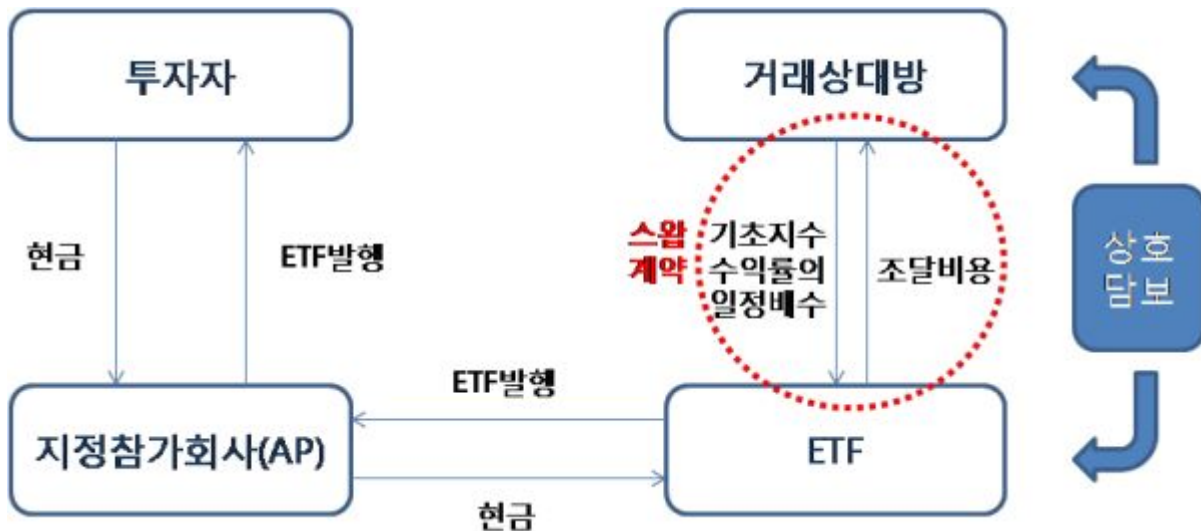 투자자
거래상대방
현금
ETF발행
스왑
계약
기초지수
수익률의
일정배수
조달비용
상호
담보
ETF발행
지정참가회사(AP)
ETF
현금